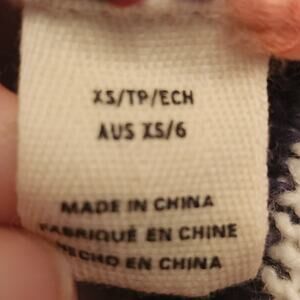 XS/TP/ECH
AUS XS/6
MADE IN CHINA
FABRIQUÉ EN CHINE
HECHO EN CHINA